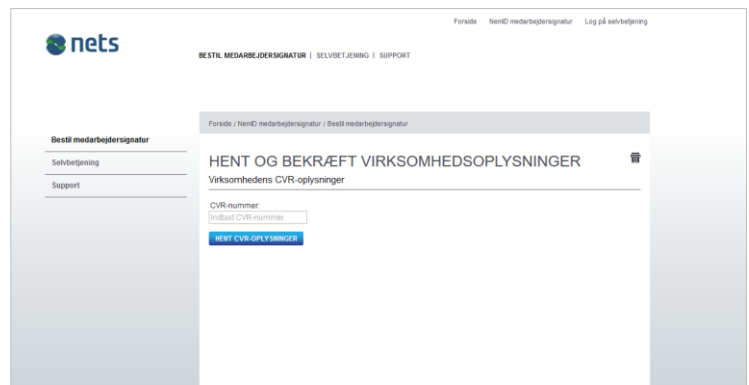 Forside NemID medarbejdersignatur Log på selvbetjening
nets
BESTIL MEDARBEJDERSIGNATUR | SELVBETJENING | SUPPORT
Forside / NemID medarbejdersignatur / Bestil medarbejdersignatur
Bestil medarbejdersignatur
Selvbetjening
Support
HENT OG BEKRÆFT VIRKSOMHEDSOPLYSNINGER
Virksomhedens CVR-oplysninger
CVR-nummer:
Indtast CVR-nummer
HENT CVR-OPLYSNINGER